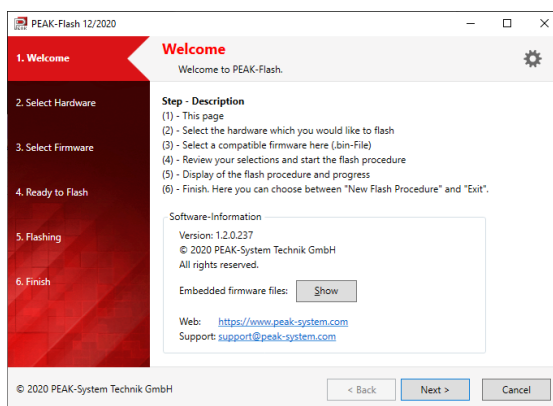 PEAK-Flash 12/2020
1. Welcome
2. Select Hardware
3. Select Firmware
4. Ready to Flash
5. Flashing
6. Finish
Welcome
Welcome to PEAK-Flash.
Step - Description
(1) - This page
(2) - Select the hardware which you would like to flash
(3) - Select a compatible firmware here (.bin-File)
(4) - Review your selections and start the flash procedure
(5) - Display of the flash procedure and progress
(6) - Finish. Here you can choose between "New Flash Procedure" and "Exit".
Software-Information
Version: 1.2.0.237
© 2020 PEAK-System Technik GmbH
All rights reserved.
Embedded firmware files: Show
Web: https://www.peak-system.com
Support: support@peak-system.com
© 2020 PEAK-System Technik GmbH
< Back Next > Cancel